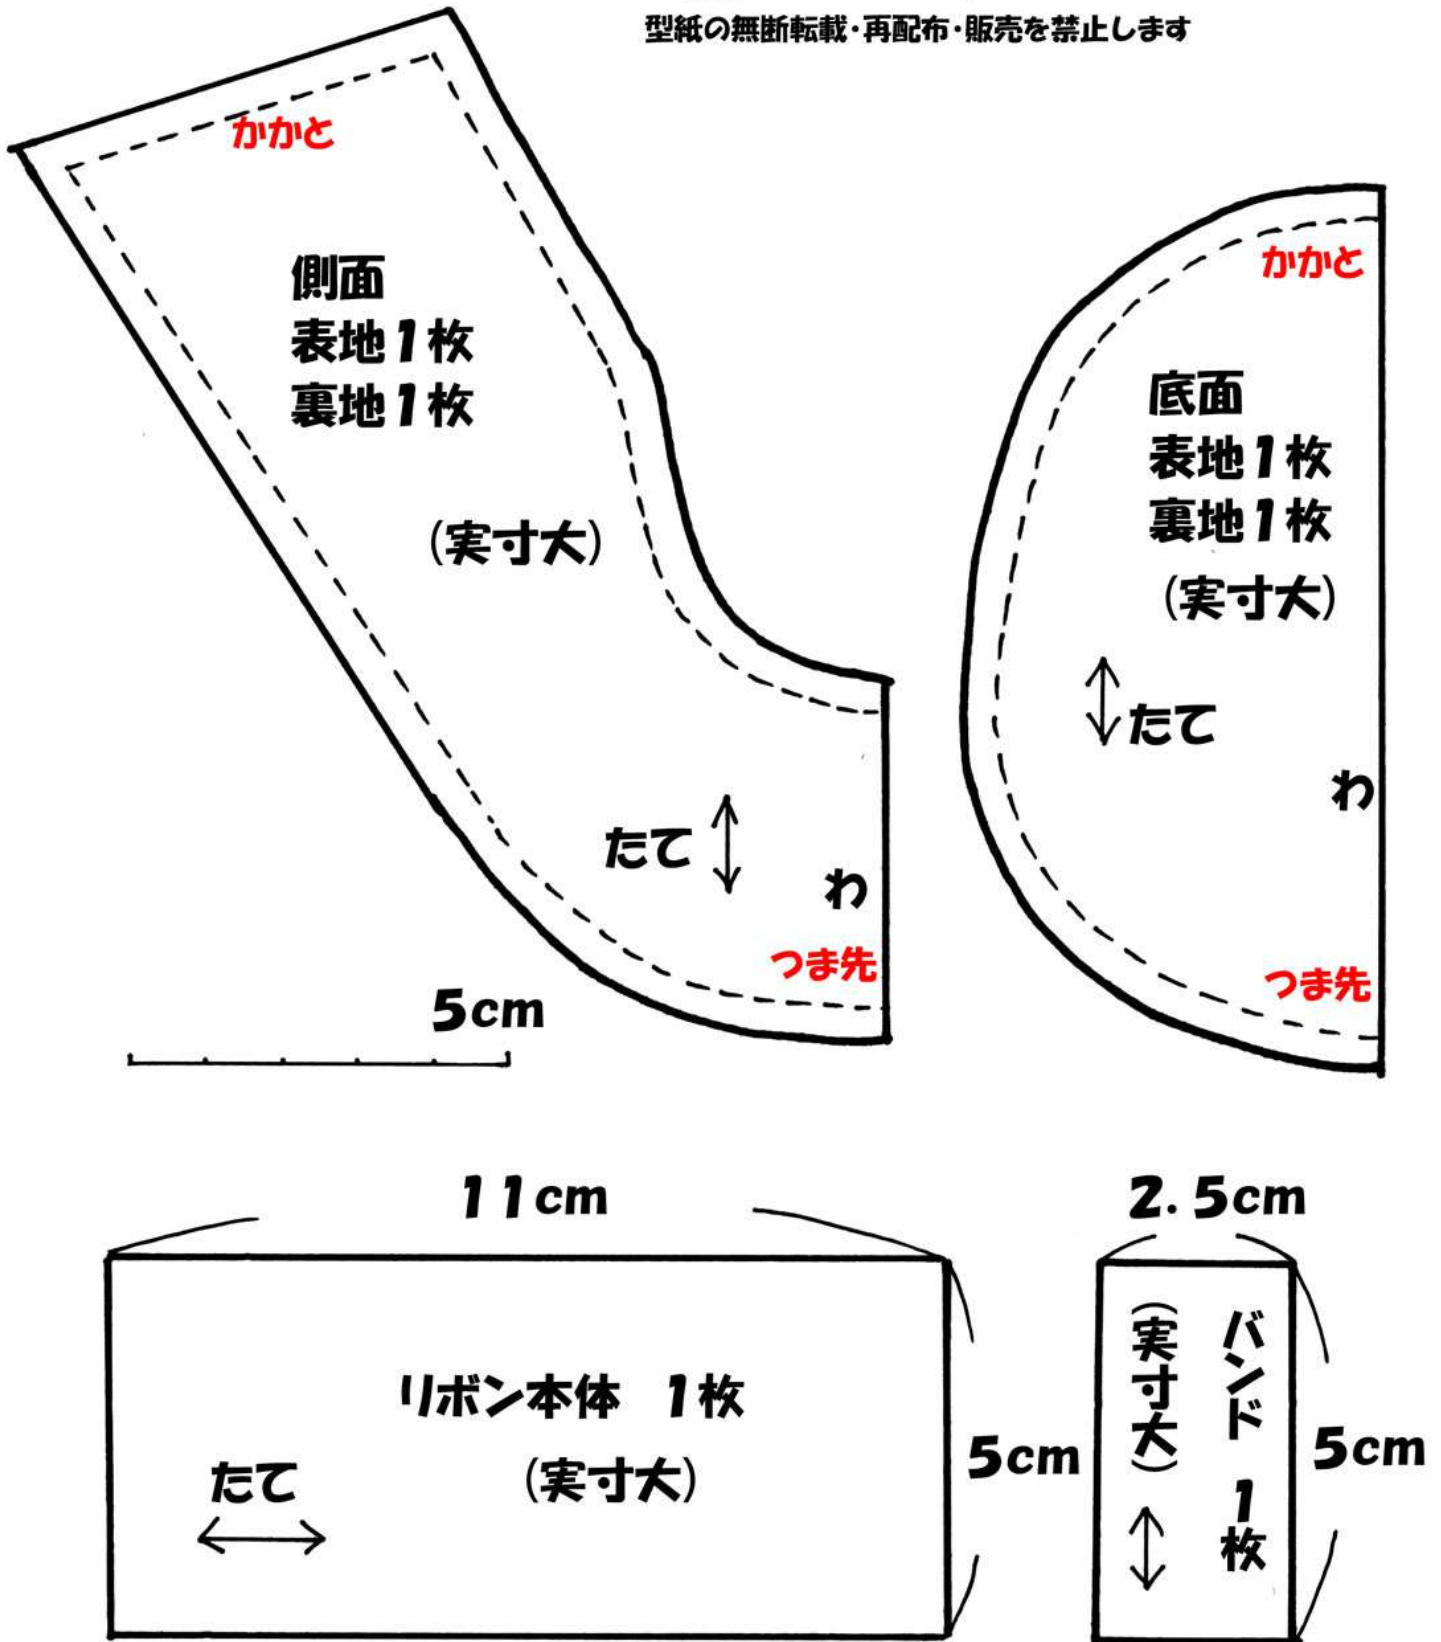 型紙の無断転載・再配布・販売を禁止します
かかと
側面
表地1枚
裏地1枚
(実寸大)
たて
わ
つま先
5cm
かかと
底面
表地1枚
裏地1枚
(実寸大)
たて
わ
つま先
11cm
リボン本体 1枚
(実寸大)
たて
5cm
2.5cm
バンド 1枚
(実寸大)
5cm